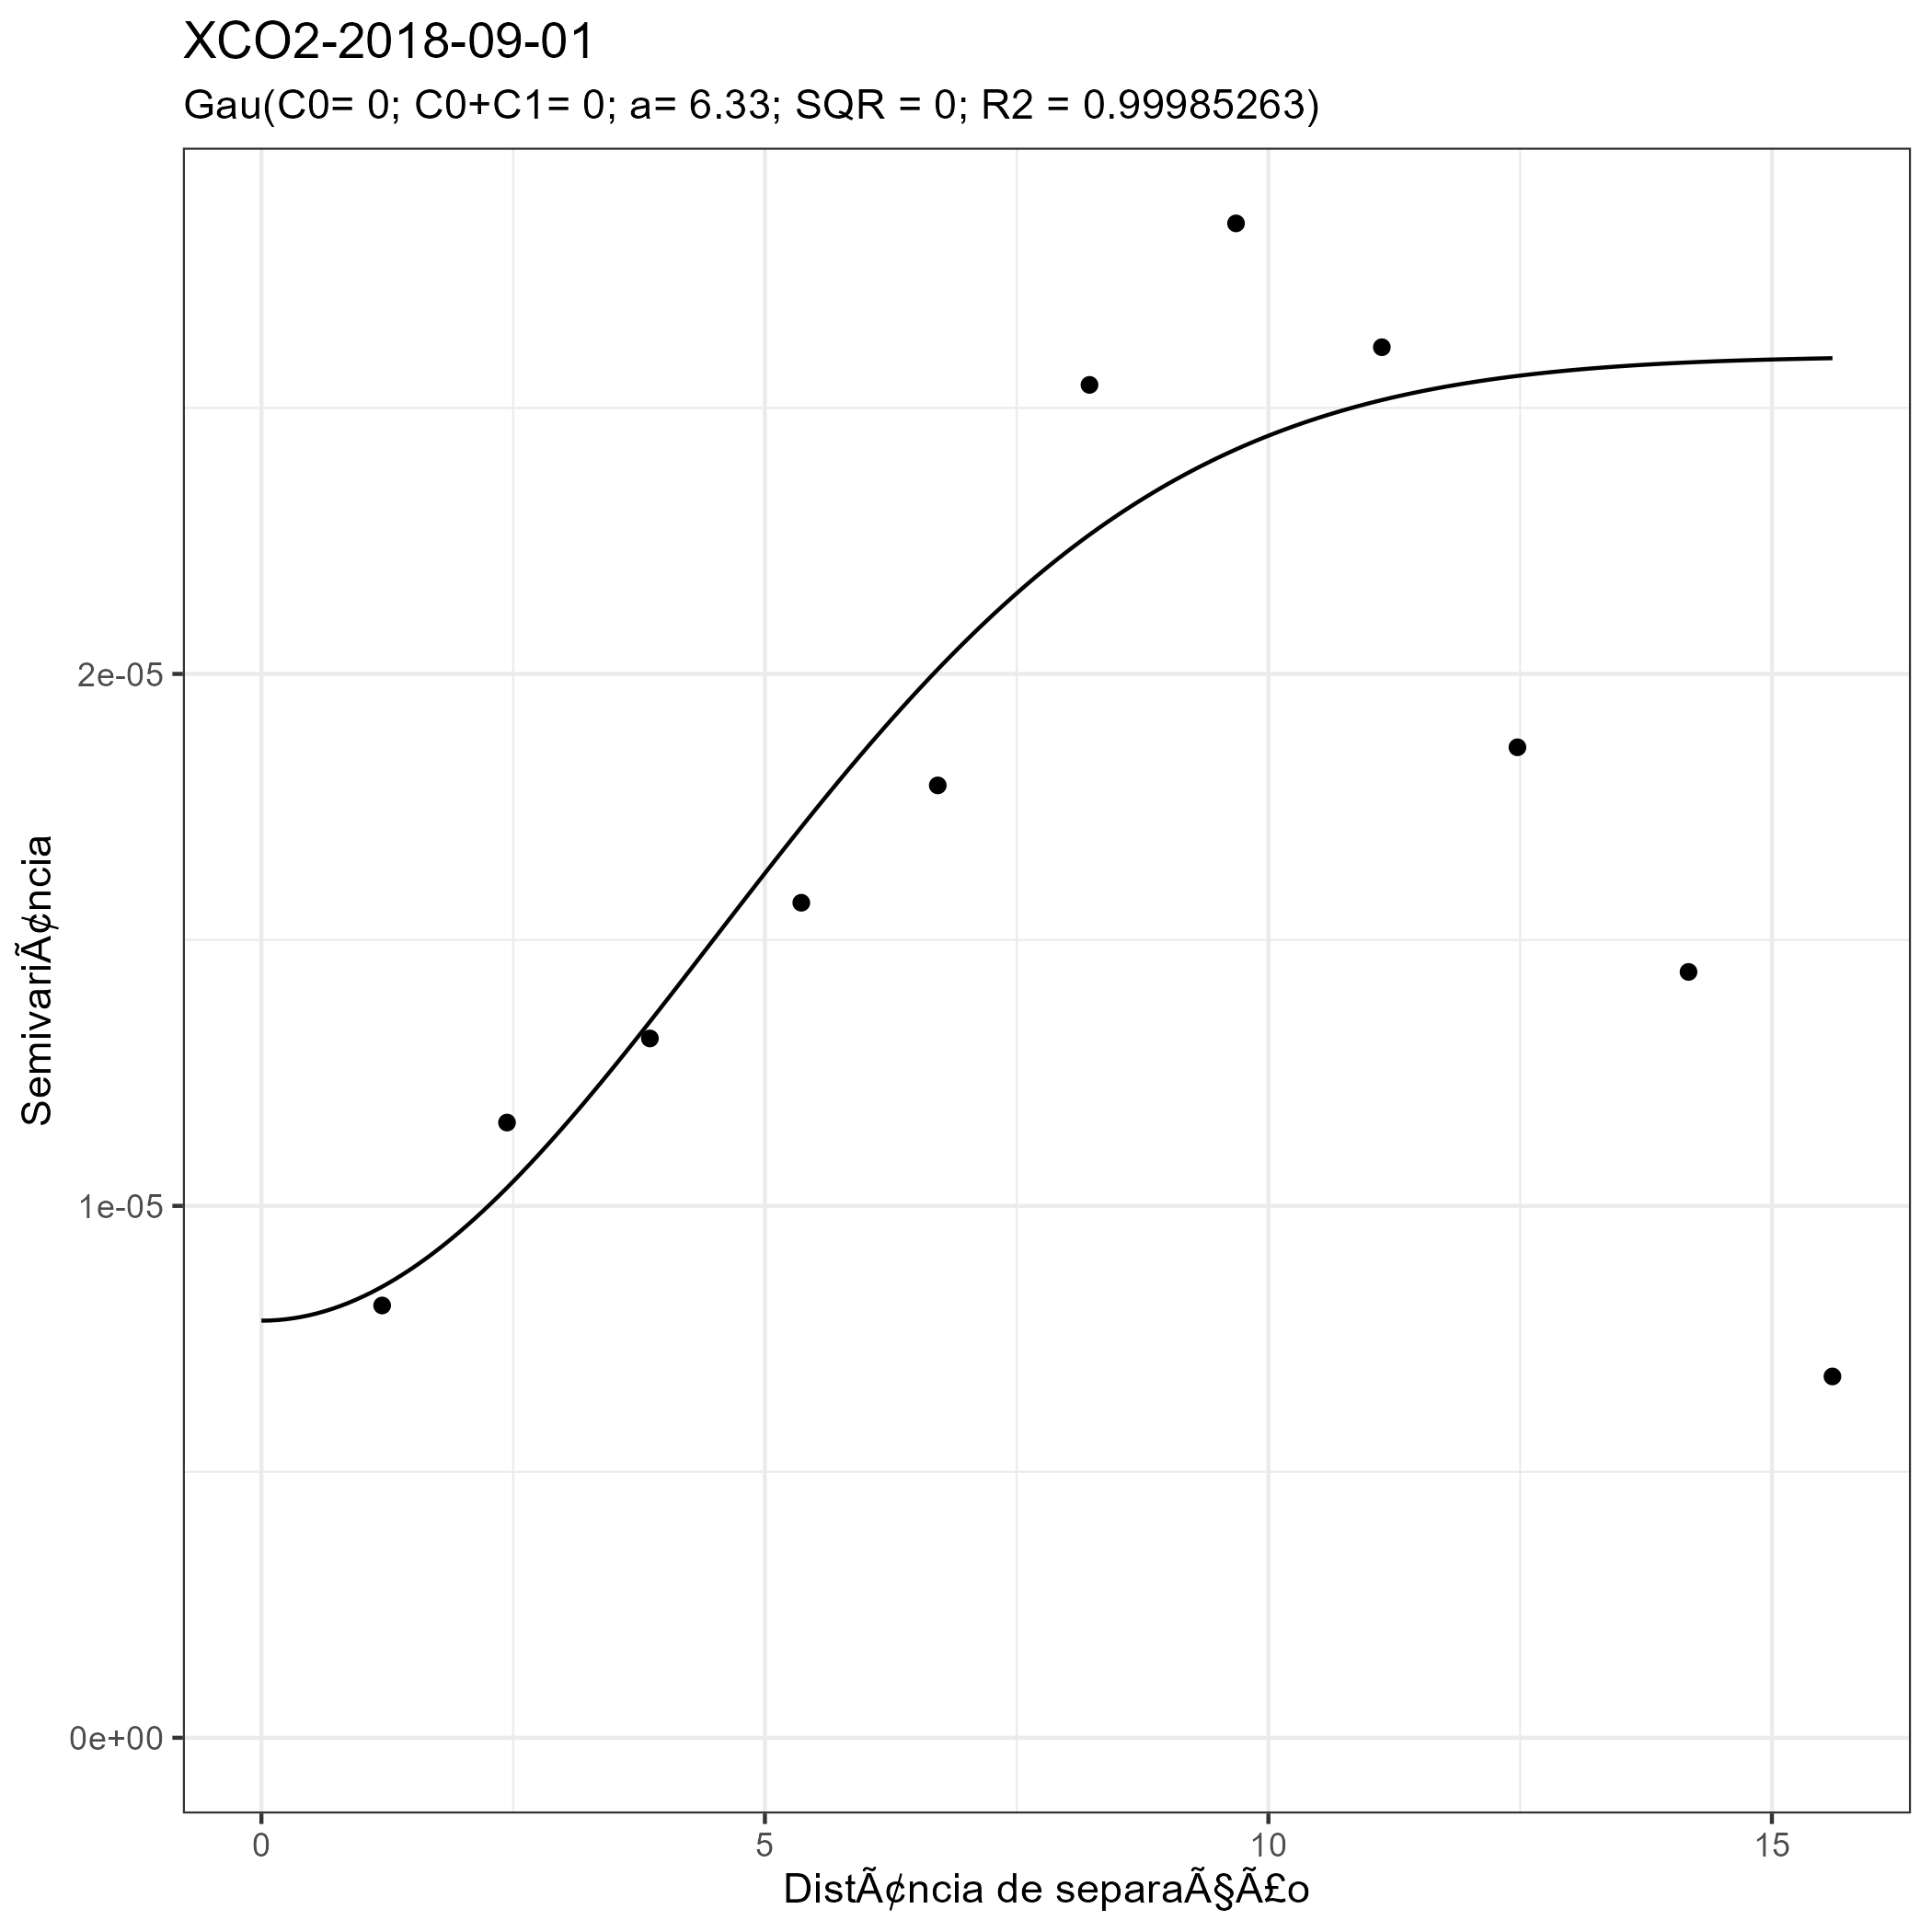 XCO2-2018-09-01
Gau(C0= 0; C0+C1= 0; a= 6.33; SQR = 0; R2 = 0.99985263)
SemivariÃ¢ncia
2e-05
1e-05
0e+00
0
5
10
15
DistÃ¢ncia de separaÃ§Ã£o